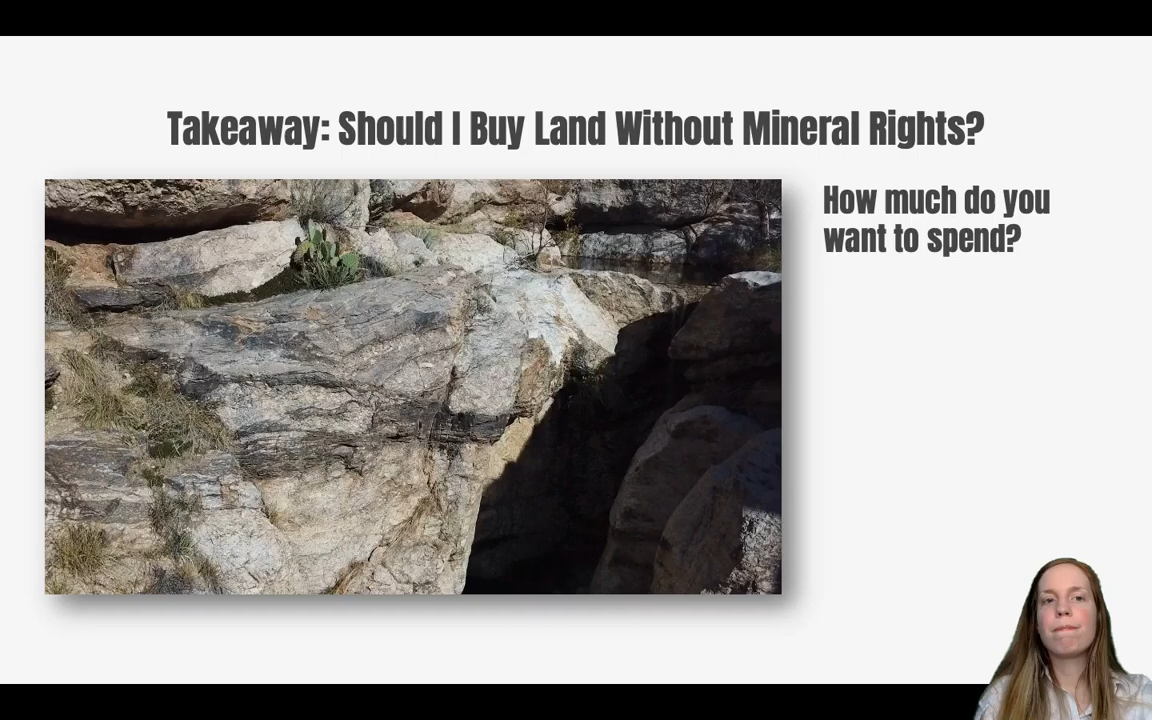 Takeaway: Should I Buy Land Without Mineral Rights?
How much do you
want to spend?